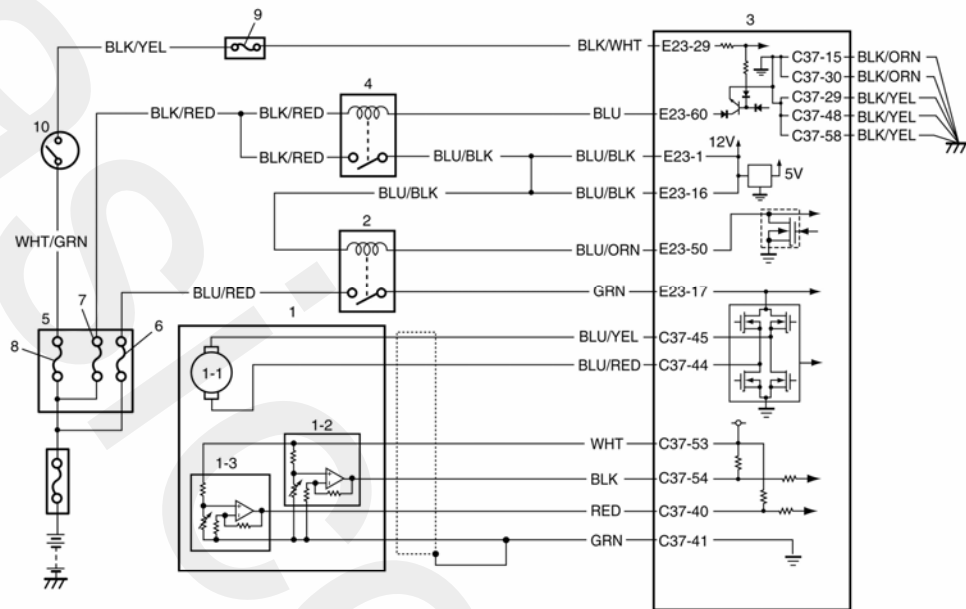 9
3
BLK/YEL
BLK/WHT
E23-29
C37-15
BLK/ORN
C37-30
BLK/ORN
4
C37-29
BLK/YEL
10
BLK/RED
BLK/RED
BLU
E23-60
C37-48
BLK/YEL
C37-58
BLK/YEL
12V
BLK/RED
BLU/BLK
BLU/BLK
E23-1
5V
BLU/BLK
BLU/BLK
E23-16
2
WHT/GRN
BLU/ORN
E23-50
BLU/RED
GRN
E23-17
7
5
6
1
8
BLU/YEL
C37-45
1-1
BLU/RED
C37-44
1-2
WHT
C37-53
1-3
BLK
C37-54
RED
C37-40
GRN
C37-41